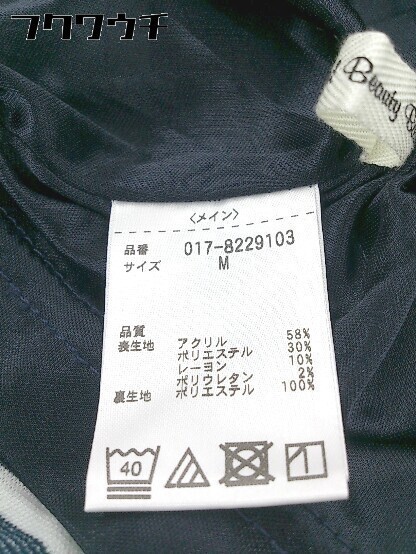 フクワウチ
Beauty
〈メイン〉
品番 017-8229103
サイズ M
品質
表生地 アクリル 58%
ポリエステル 30%
レーヨン 10%
ポリウレタン 2%
裏生地 ポリエステル 100%
40